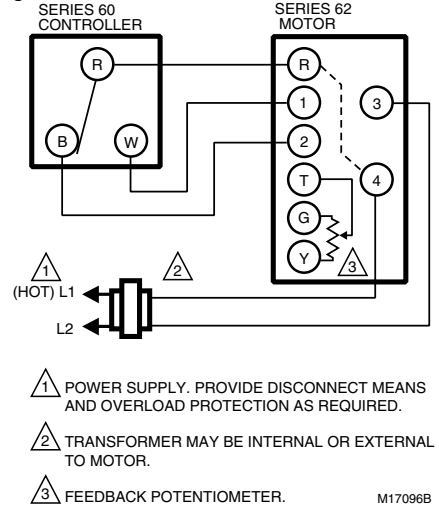 SERIES 60
CONTROLLER
SERIES 62
MOTOR
R
B
W
R
1
2
T
G
Y
3
4
3
1
2
(HOT) L1
L2
1 POWER SUPPLY. PROVIDE DISCONNECT MEANS
AND OVERLOAD PROTECTION AS REQUIRED.
2 TRANSFORMER MAY BE INTERNAL OR EXTERNAL
TO MOTOR.
3 FEEDBACK POTENTIOMETER.
M17096B